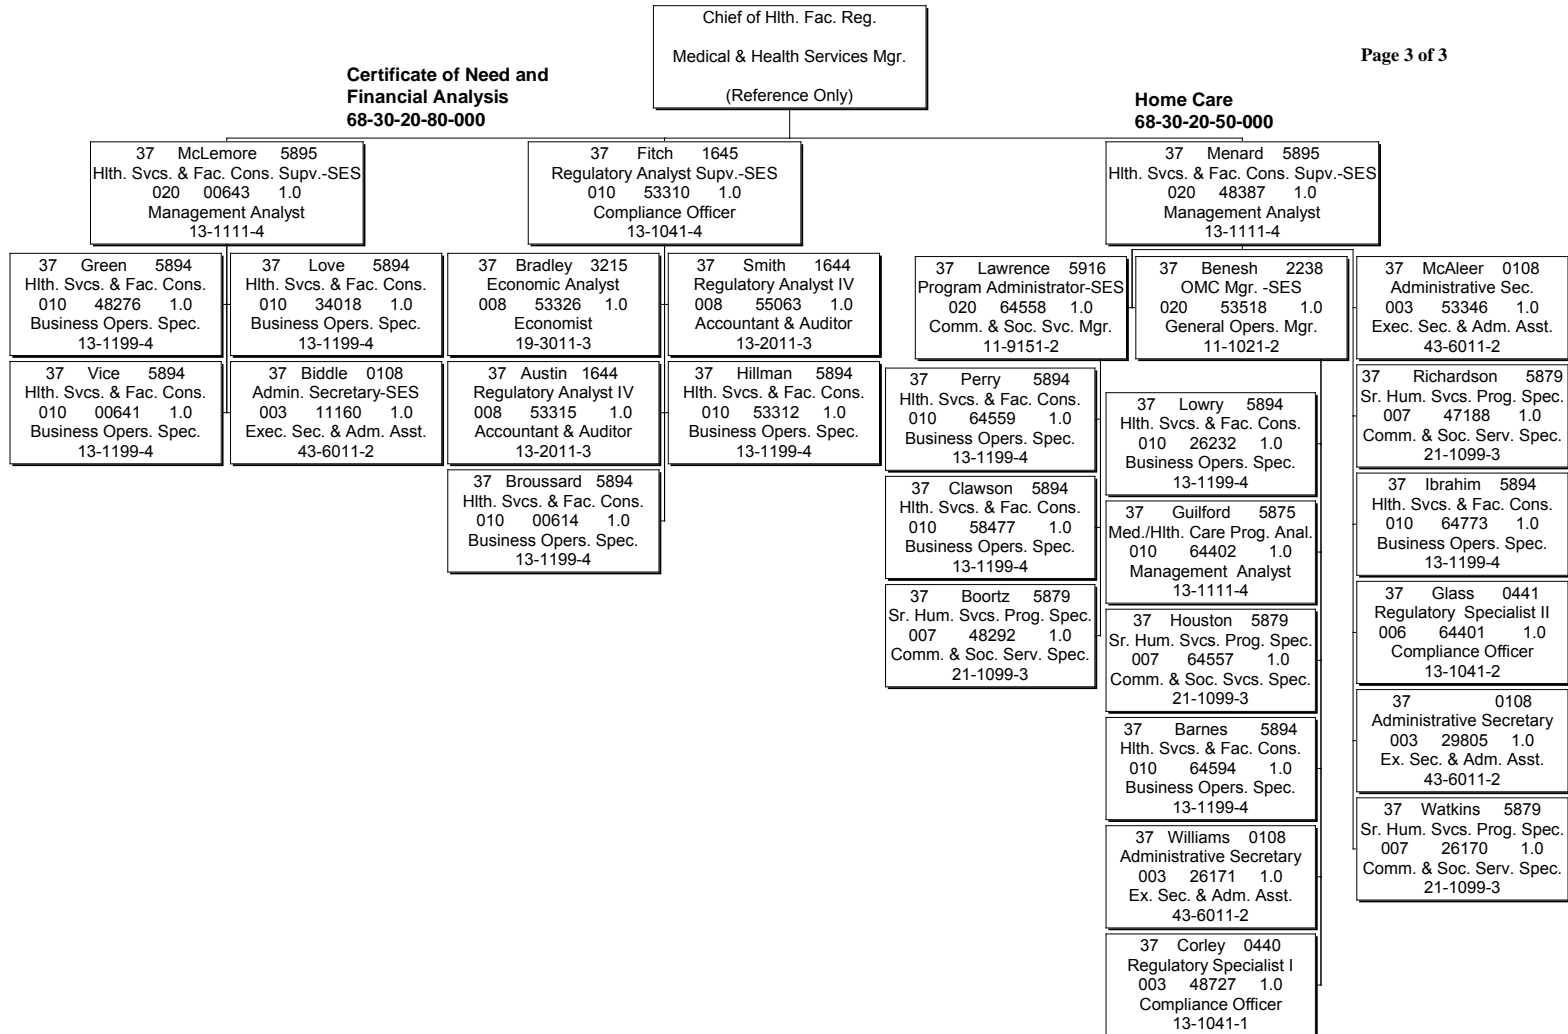 Chief of Hlth. Fac. Reg.
Medical & Health Services Mgr.
(Reference Only)
Page 3 of 3
Certificate of Need and
Financial Analysis
68-30-20-80-000
Home Care
68-30-20-50-000
37 McLemore 5895
Hlth. Svcs. & Fac. Cons. Supv.-SES
020 00643 1.0
Management Analyst
13-1111-4
37 Fitch 1645
Regulatory Analyst Supv.-SES
010 53310 1.0
Compliance Officer
13-1041-4
37 Menard 5895
Hlth. Svcs. & Fac. Cons. Supv.-SES
020 48387 1.0
Management Analyst
13-1111-4
37 Green 5894
Hlth. Svcs. & Fac. Cons.
010 48276 1.0
Business Opers. Spec.
13-1199-4
37 Love 5894
Hlth. Svcs. & Fac. Cons.
010 34018 1.0
Business Opers. Spec.
13-1199-4
37 Vice 5894
Hlth. Svcs. & Fac. Cons.
010 00641 1.0
Business Opers. Spec.
13-1199-4
37 Biddle 0108
Admin. Secretary-SES
003 11160 1.0
Exec. Sec. & Adm. Asst.
43-6011-2
37 Bradley 3215
Economic Analyst
008 53326 1.0
Economist
19-3011-3
37 Smith 1644
Regulatory Analyst IV
008 55063 1.0
Accountant & Auditor
13-2011-3
37 Austin 1644
Regulatory Analyst IV
008 53315 1.0
Accountant & Auditor
13-2011-3
37 Hillman 5894
Hlth. Svcs. & Fac. Cons.
010 53312 1.0
Business Opers. Spec.
13-1199-4
37 Broussard 5894
Hlth. Svcs. & Fac. Cons.
010 00614 1.0
Business Opers. Spec.
13-1199-4
37 Lawrence 5916
Program Administrator-SES
020 64558 1.0
Comm. & Soc. Svc. Mgr.
11-9151-2
37 Benesh 2238
OMC Mgr. -SES
020 53518 1.0
General Opers. Mgr.
11-1021-2
37 McAleer 0108
Administrative Sec.
003 53346 1.0
Exec. Sec. & Adm. Asst.
43-6011-2
37 Perry 5894
Hlth. Svcs. & Fac. Cons.
010 64559 1.0
Business Opers. Spec.
13-1199-4
37 Clawson 5894
Hlth. Svcs. & Fac. Cons.
010 58477 1.0
Business Opers. Spec.
13-1199-4
37 Boortz 5879
Sr. Hum. Svcs. Prog. Spec.
007 48292 1.0
Comm. & Soc. Serv. Spec.
21-1099-3
37 Lowry 5894
Hlth. Svcs. & Fac. Cons.
010 26232 1.0
Business Opers. Spec.
13-1199-4
37 Guilford 5875
Med./Hlth. Care Prog. Anal.
010 64402 1.0
Management Analyst
13-1111-4
37 Houston 5879
Sr. Hum. Svcs. Prog. Spec.
007 64557 1.0
Comm. & Soc. Svcs. Spec.
21-1099-3
37 Barnes 5894
Hlth. Svcs. & Fac. Cons.
010 64594 1.0
Business Opers. Spec.
13-1199-4
37 Williams 0108
Administrative Secretary
003 26171 1.0
Ex. Sec. & Adm. Asst.
43-6011-2
37 Corley 0440
Regulatory Specialist I
003 48727 1.0
Compliance Officer
13-1041-1
37 Richardson 5879
Sr. Hum. Svcs. Prog. Spec.
007 47188 1.0
Comm. & Soc. Serv. Spec.
21-1099-3
37 Ibrahim 5894
Hlth. Svcs. & Fac. Cons.
010 64773 1.0
Business Opers. Spec.
13-1199-4
37 Glass 0441
Regulatory Specialist II
006 64401 1.0
Compliance Officer
13-1041-2
37 0108
Administrative Secretary
003 29805 1.0
Ex. Sec. & Adm. Asst.
43-6011-2
37 Watkins 5879
Sr. Hum. Svcs. Prog. Spec.
007 26170 1.0
Comm. & Soc. Serv. Spec.
21-1099-3